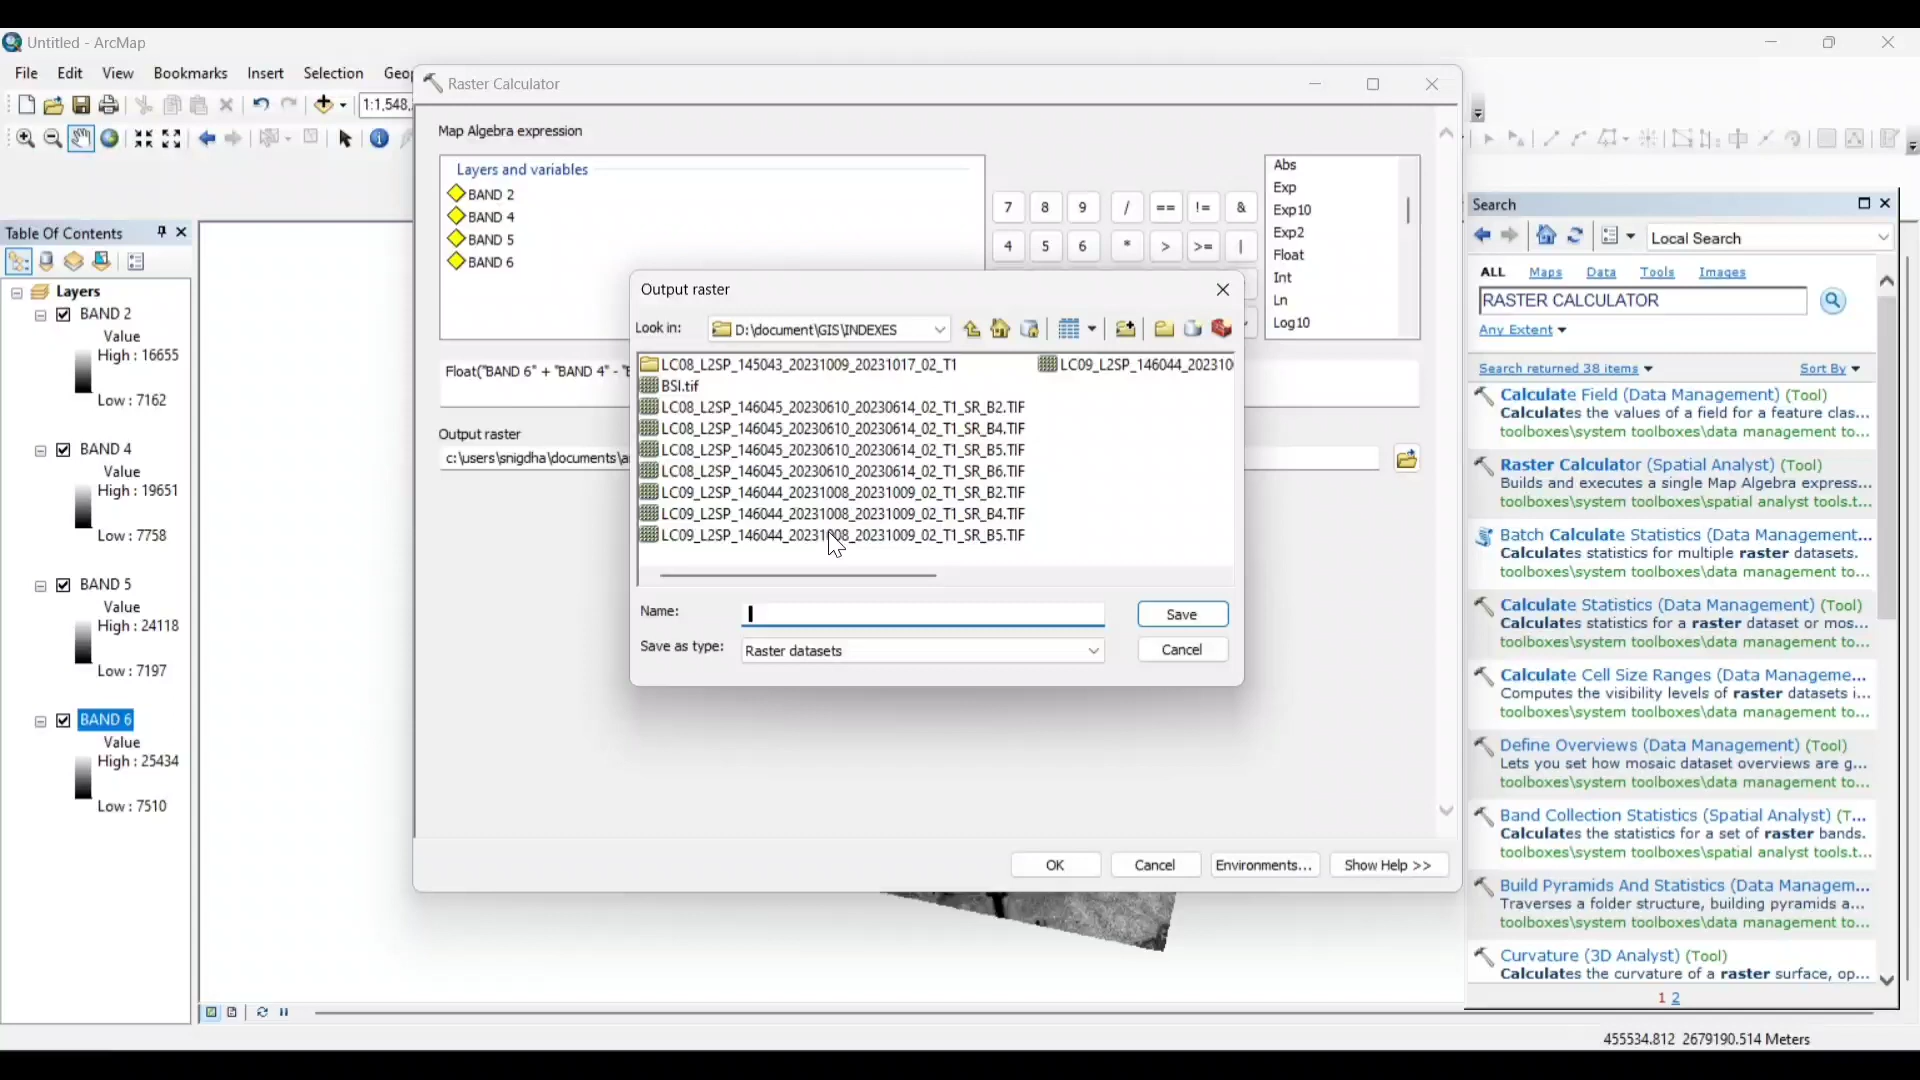 Untitled - ArcMap
File Edit View Bookmarks Insert Selection Geop
1:1,548,
Table Of Contents
Layers
BAND 2
Value
High : 16655
Low : 7162
BAND 4
Value
High : 19651
Low : 7758
BAND 5
Value
High : 24118
Low : 7197
BAND 6
Value
High : 25434
Low : 7510
Raster Calculator
Map Algebra expression
Layers and variables
BAND 2
BAND 4
BAND 5
BAND 6
7 8 9 / == != &
4 5 6 * > >= |
Abs
Exp
Exp10
Exp2
Float
Int
Ln
Log10
Float("BAND 6" + "BAND 4" -
Output raster
c:\users\snigdha\documents\a
Output raster
Look in: D:\document\GIS\INDEXES
LC08_L2SP_145043_20231009_20231017_02_T1
BSI.tif
LC08_L2SP_146045_20230610_20230614_02_T1_SR_B2.TIF
LC08_L2SP_146045_20230610_20230614_02_T1_SR_B4.TIF
LC08_L2SP_146045_20230610_20230614_02_T1_SR_B5.TIF
LC08_L2SP_146045_20230610_20230614_02_T1_SR_B6.TIF
LC09_L2SP_146044_20231008_20231009_02_T1_SR_B2.TIF
LC09_L2SP_146044_20231008_20231009_02_T1_SR_B4.TIF
LC09_L2SP_146044_20231008_20231009_02_T1_SR_B5.TIF
LC09_L2SP_146044_202310
Name:
Save
Save as type: Raster datasets
Cancel
OK Cancel Environments... Show Help >>
Search
Local Search
ALL Maps Data Tools Images
RASTER CALCULATOR
Any Extent
Search returned 38 items Sort By
Calculate Field (Data Management) (Tool)
Calculates the values of a field for a feature clas...
toolboxes\system toolboxes\data management to...
Raster Calculator (Spatial Analyst) (Tool)
Builds and executes a single Map Algebra express...
toolboxes\system toolboxes\spatial analyst tools.t...
Batch Calculate Statistics (Data Management...
Calculates statistics for multiple raster datasets.
toolboxes\system toolboxes\data management to...
Calculate Statistics (Data Management) (Tool)
Calculates statistics for a raster dataset or mos...
toolboxes\system toolboxes\data management to...
Calculate Cell Size Ranges (Data Manageme...
Computes the visibility levels of raster datasets i...
toolboxes\system toolboxes\data management to...
Define Overviews (Data Management) (Tool)
Lets you set how mosaic dataset overviews are g...
toolboxes\system toolboxes\data management to...
Band Collection Statistics (Spatial Analyst) (T...
Calculates the statistics for a set of raster bands.
toolboxes\system toolboxes\spatial analyst tools.t...
Build Pyramids And Statistics (Data Managem...
Traverses a folder structure, building pyramids a...
toolboxes\system toolboxes\data management to...
Curvature (3D Analyst) (Tool)
Calculates the curvature of a raster surface, op...
1 2
455534.812 2679190.514 Meters